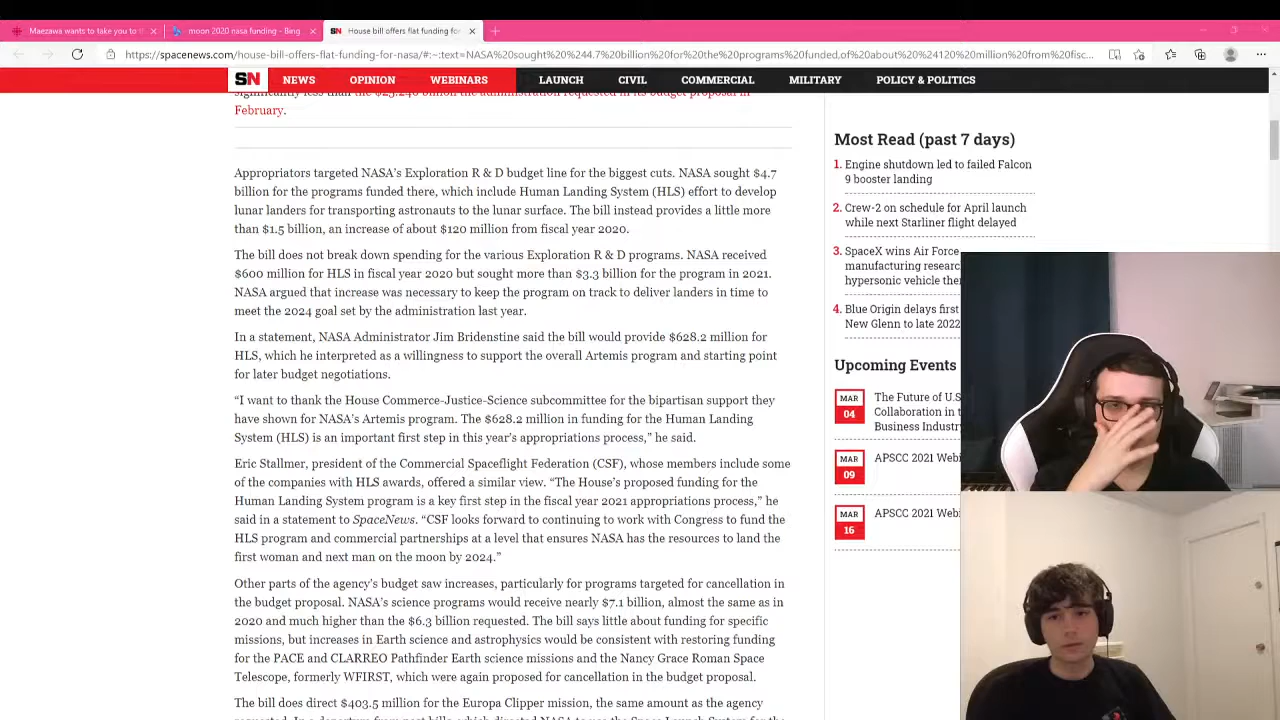 Maezawa wants to take you to th
moon 2020 nasa funding - Bing
SN House bill offers flat funding for
https://spacenews.com/house-bill-offers-flat-funding-for-nasa/#:~:text=NASA%20sought%20%244.7%20billion%20for%20the%20programs%20funded,of%20about%20%24120%20million%20from%20fisc...
SN NEWS OPINION WEBINARS LAUNCH CIVIL COMMERCIAL MILITARY POLICY & POLITICS
significantly less than the $25.246 billion the administration requested in its budget proposal in
February.
Appropriators targeted NASA’s Exploration R & D budget line for the biggest cuts. NASA sought $4.7
billion for the programs funded there, which include Human Landing System (HLS) effort to develop
lunar landers for transporting astronauts to the lunar surface. The bill instead provides a little more
than $1.5 billion, an increase of about $120 million from fiscal year 2020.
The bill does not break down spending for the various Exploration R & D programs. NASA received
$600 million for HLS in fiscal year 2020 but sought more than $3.3 billion for the program in 2021.
NASA argued that increase was necessary to keep the program on track to deliver landers in time to
meet the 2024 goal set by the administration last year.
In a statement, NASA Administrator Jim Bridenstine said the bill would provide $628.2 million for
HLS, which he interpreted as a willingness to support the overall Artemis program and starting point
for later budget negotiations.
“I want to thank the House Commerce-Justice-Science subcommittee for the bipartisan support they
have shown for NASA’s Artemis program. The $628.2 million in funding for the Human Landing
System (HLS) is an important first step in this year’s appropriations process,” he said.
Eric Stallmer, president of the Commercial Spaceflight Federation (CSF), whose members include some
of the companies with HLS awards, offered a similar view. “The House’s proposed funding for the
Human Landing System program is a key first step in the fiscal year 2021 appropriations process,” he
said in a statement to SpaceNews. “CSF looks forward to continuing to work with Congress to fund the
HLS program and commercial partnerships at a level that ensures NASA has the resources to land the
first woman and next man on the moon by 2024.”
Other parts of the agency’s budget saw increases, particularly for programs targeted for cancellation in
the budget proposal. NASA’s science programs would receive nearly $7.1 billion, almost the same as in
2020 and much higher than the $6.3 billion requested. The bill says little about funding for specific
missions, but increases in Earth science and astrophysics would be consistent with restoring funding
for the PACE and CLARREO Pathfinder Earth science missions and the Nancy Grace Roman Space
Telescope, formerly WFIRST, which were again proposed for cancellation in the budget proposal.
The bill does direct $403.5 million for the Europa Clipper mission, the same amount as the agency
Most Read (past 7 days)
1. Engine shutdown led to failed Falcon
9 booster landing
2. Crew-2 on schedule for April launch
while next Starliner flight delayed
3. SpaceX wins Air Force
manufacturing researc
hypersonic vehicle the
4. Blue Origin delays first
New Glenn to late 2022
Upcoming Events
MAR
04
The Future of U.S
Collaboration in t
Business Industry
MAR
09
APSCC 2021 Webi
MAR
16
APSCC 2021 Webi